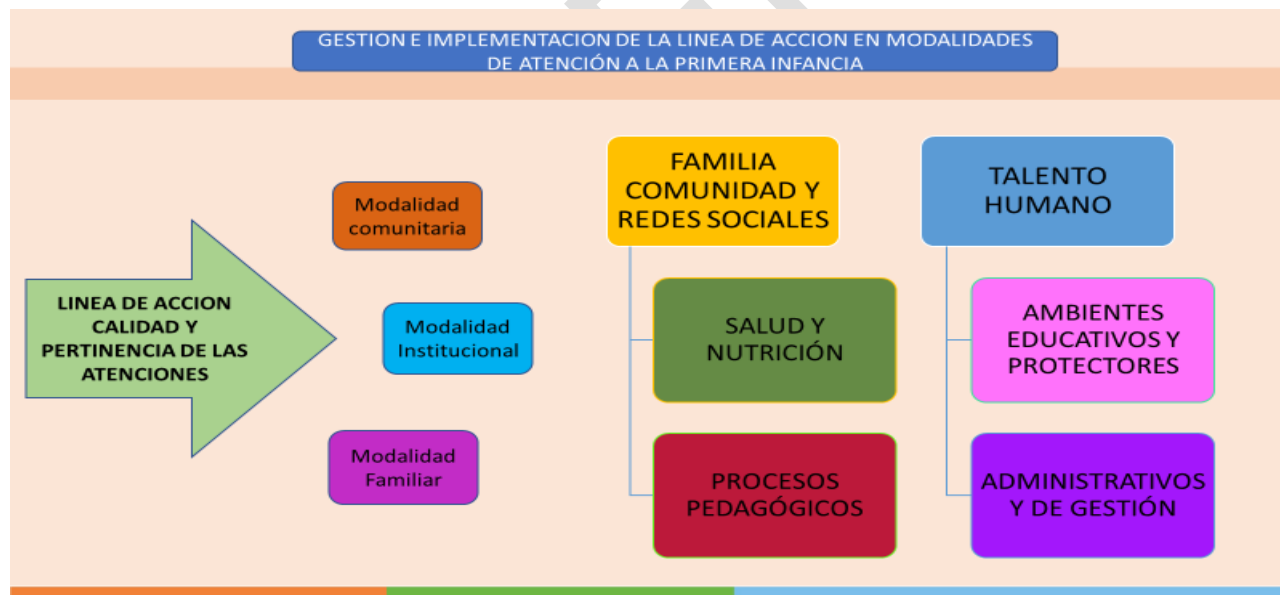 GESTION E IMPLEMENTACION DE LA LINEA DE ACCION EN MODALIDADES
DE ATENCIÓN A LA PRIMERA INFANCIA
LINEA DE ACCION
CALIDAD Y
PERTINENCIA DE LAS
ATENCIONES
Modalidad
comunitaria
Modalidad
Institucional
Modalidad
Familiar
FAMILIA
COMUNIDAD Y
REDES SOCIALES
SALUD Y
NUTRICIÓN
PROCESOS
PEDAGÓGICOS
TALENTO
HUMANO
AMBIENTES
EDUCATIVOS Y
PROTECTORES
ADMINISTRATIVOS
Y DE GESTIÓN